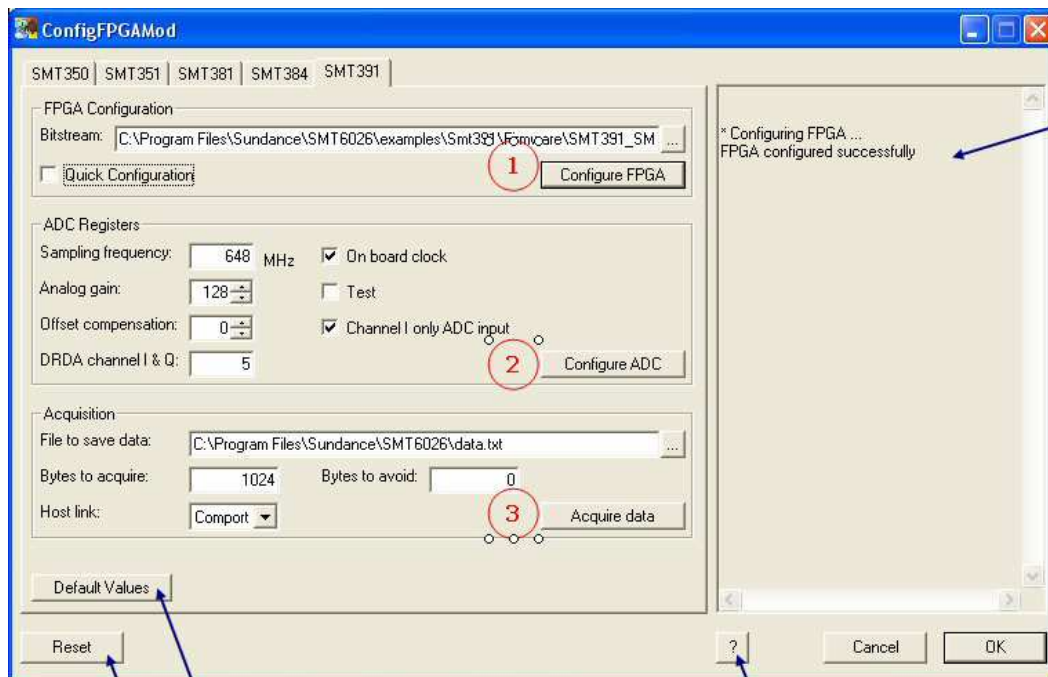 ConfigFPGAMod
SMT350 SMT351 SMT381 SMT384 SMT391
FPGA Configuration
Bitstream: C:\Program Files\Sundance\SMT6026\examples\Smt391\Firmware\SMT391_SM ...
Quick Configuration 1 Configure FPGA
ADC Registers
Sampling frequency: 648 MHz On board clock
Analog gain: 128 Test
Offset compensation: 0 Channel I only ADC input
DRDA channel I & Q: 5 2 Configure ADC
Acquisition
File to save data: C:\Program Files\Sundance\SMT6026\data.txt ...
Bytes to acquire: 1024 Bytes to avoid: 0
Host link: Comport 3 Acquire data
Default Values
* Configuring FPGA ...
FPGA configured successfully
Reset ? Cancel OK